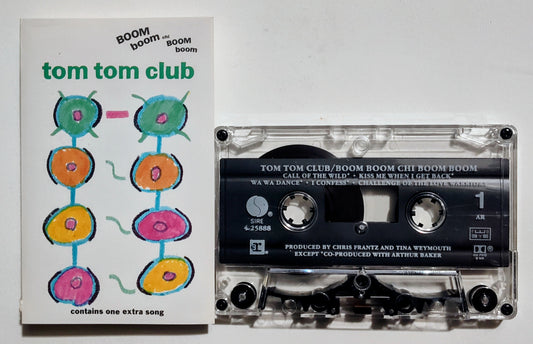 BOOM
boom chi BOOM
boom
tom tom club
contains one extra song
TOM TOM CLUB/BOOM BOOM CHI BOOM BOOM
CALL OF THE WILD* • KISS ME WHEN I GET BACK*
WA WA DANCE* • I CONFESS* • CHALLENGE OF THE LOVE WARRIORS
SIRE
4-25888
1
AR
PRODUCED BY CHRIS FRANTZ AND TINA WEYMOUTH
EXCEPT *CO-PRODUCED WITH ARTHUR BAKER